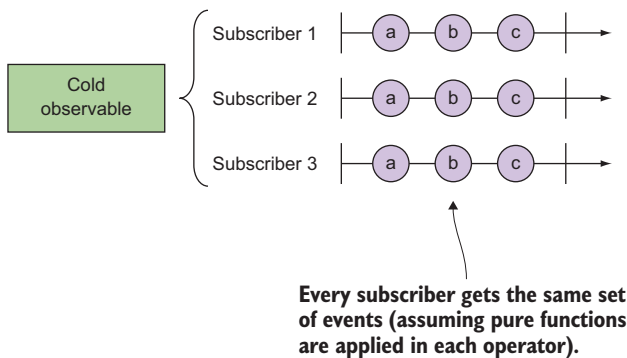 Subscriber 1
a b c
Cold
observable
Subscriber 2
a b c
Subscriber 3
a b c
Every subscriber gets the same set
of events (assuming pure functions
are applied in each operator).